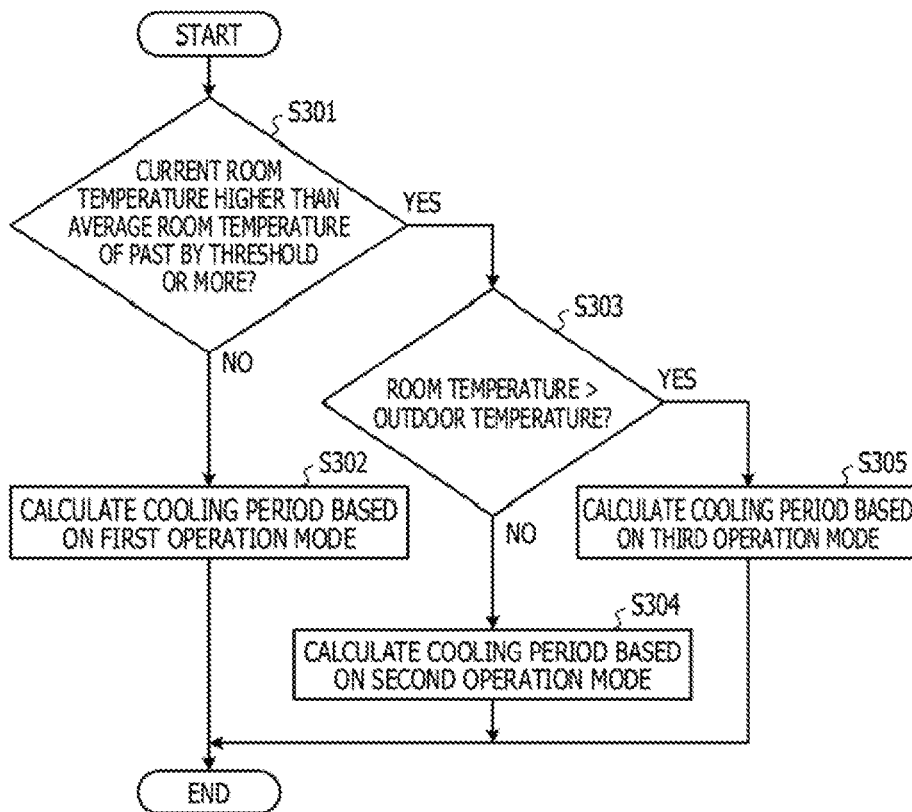 START
S301
CURRENT ROOM
TEMPERATURE HIGHER THAN
AVERAGE ROOM TEMPERATURE
OF PAST BY THRESHOLD
OR MORE?
YES
NO
S303
ROOM TEMPERATURE >
OUTDOOR TEMPERATURE?
YES
NO
S302
CALCULATE COOLING PERIOD BASED
ON FIRST OPERATION MODE
S305
CALCULATE COOLING PERIOD BASED
ON THIRD OPERATION MODE
S304
CALCULATE COOLING PERIOD BASED
ON SECOND OPERATION MODE
END